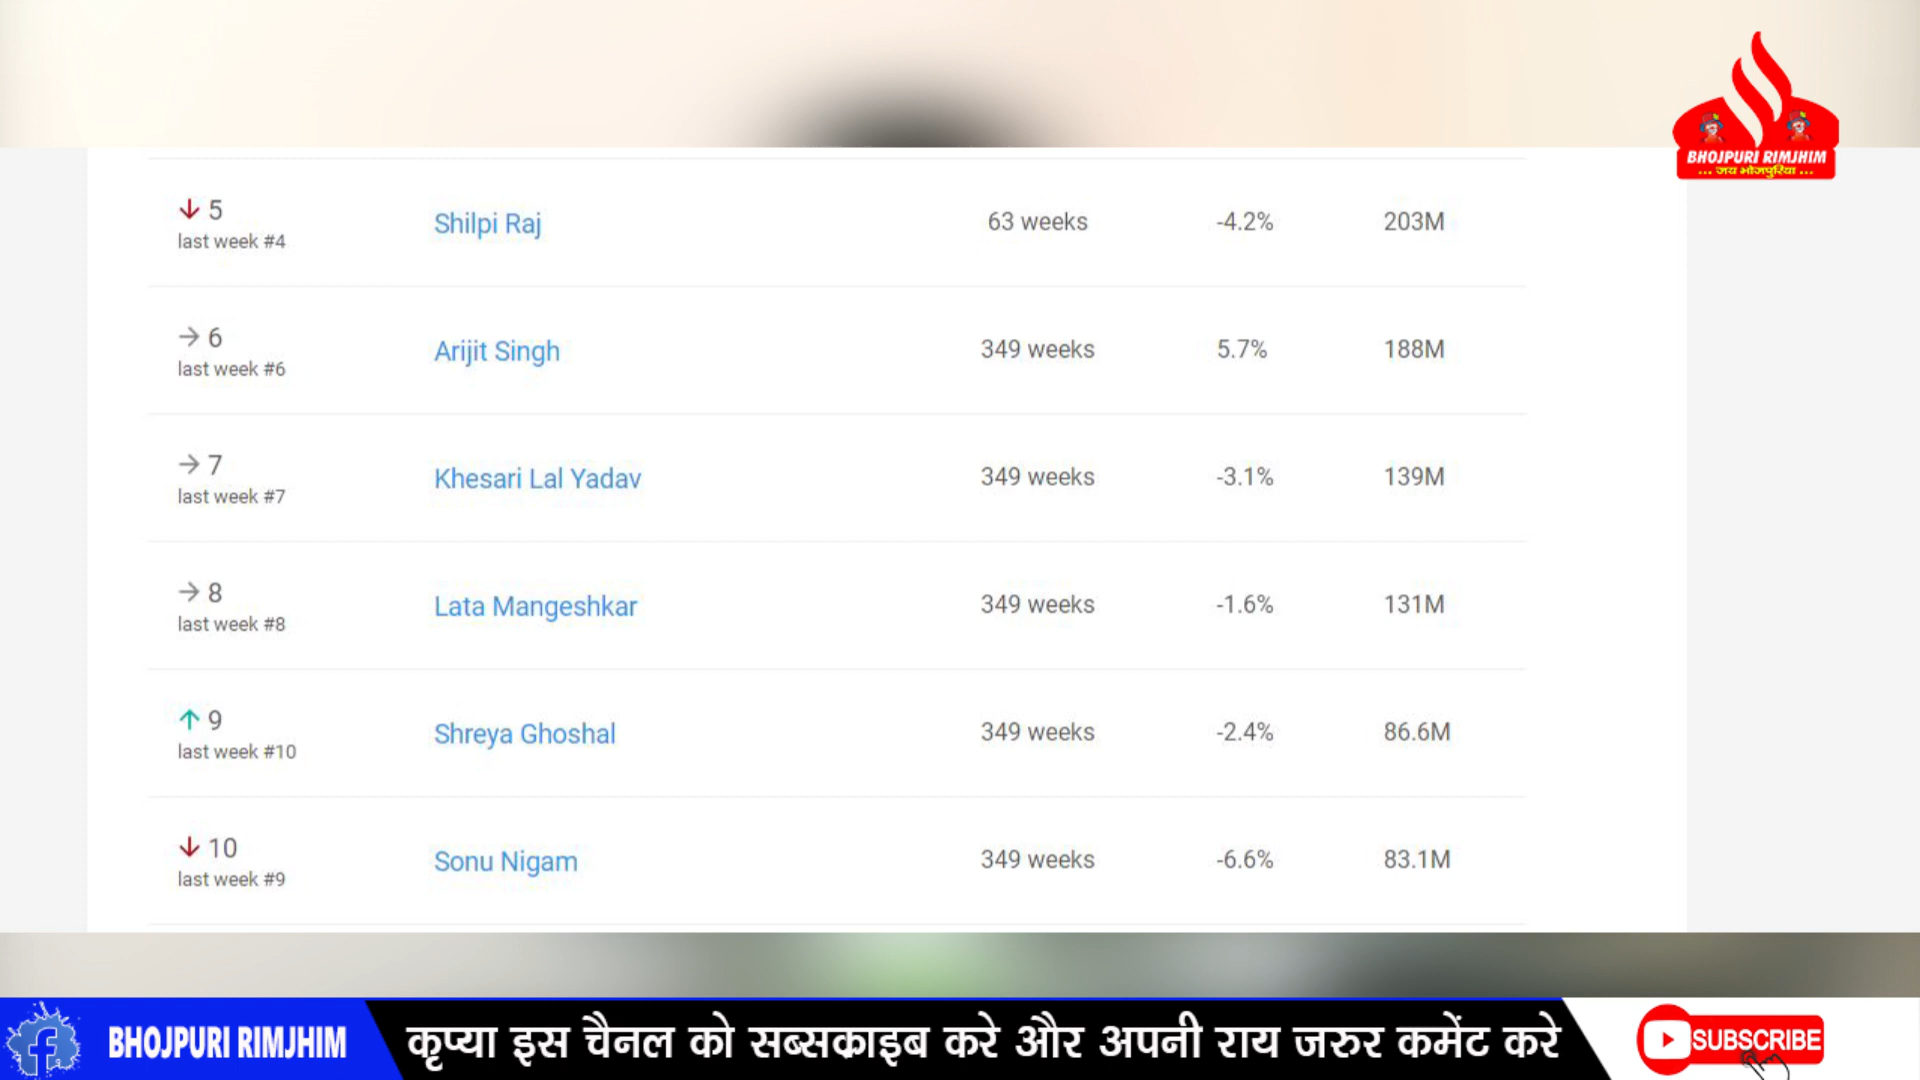 BHOJPURI RIMJHIM
... जय भोजपुरिया ...
↓ 5 Shilpi Raj 63 weeks -4.2% 203M
last week #4
→ 6 Arijit Singh 349 weeks 5.7% 188M
last week #6
→ 7 Khesari Lal Yadav 349 weeks -3.1% 139M
last week #7
→ 8 Lata Mangeshkar 349 weeks -1.6% 131M
last week #8
↑ 9 Shreya Ghoshal 349 weeks -2.4% 86.6M
last week #10
↓ 10 Sonu Nigam 349 weeks -6.6% 83.1M
last week #9
BHOJPURI RIMJHIM कृप्या इस चैनल को सब्सक्राइब करे और अपनी राय जरुर कमेंट करे SUBSCRIBE